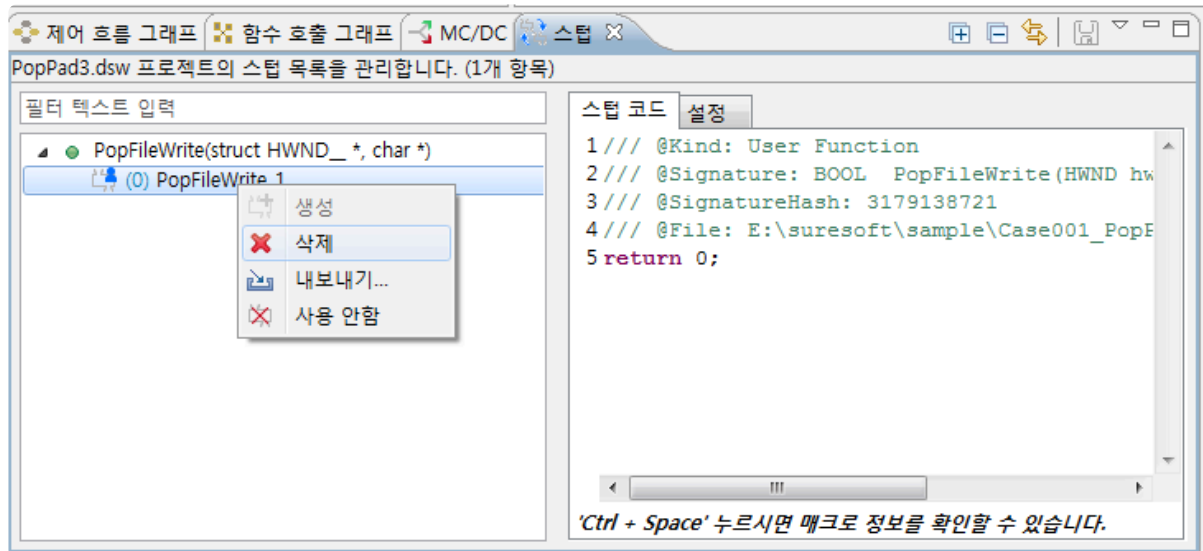 제어 흐름 그래프 함수 호출 그래프 MC/DC 스텁
PopPad3.dsw 프로젝트의 스텁 목록을 관리합니다. (1개 항목)
필터 텍스트 입력
PopFileWrite(struct HWND__ *, char *)
(0) PopFileWrite_1
생성
삭제
내보내기...
사용 안함
스텁 코드 설정
1 /// @Kind: User Function
2 /// @Signature: BOOL PopFileWrite(HWND hw
3 /// @SignatureHash: 3179138721
4 /// @File: E:\suresoft\sample\Case001_PopP
5 return 0;
'Ctrl + Space' 누르시면 매크로 정보를 확인할 수 있습니다.